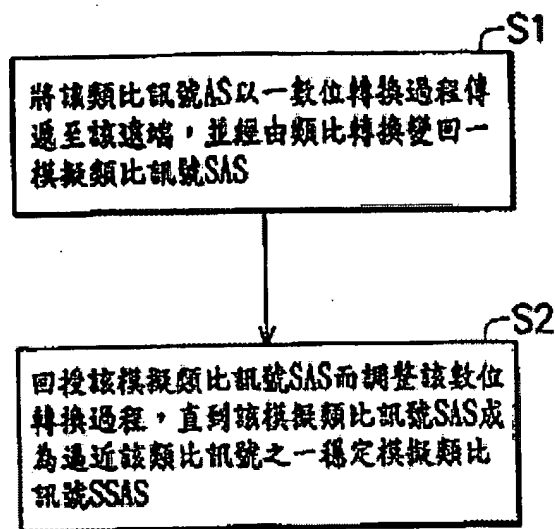 S1
將該類比訊號AS以一數位轉換過程傳
遞至該遠端，並經由類比轉換變回一
模擬類比訊號SAS
S2
回授該模擬類比訊號SAS而調整該數位
轉換過程，直到該模擬類比訊號SAS成
為逼近該類比訊號之一穩定模擬類比
訊號SSAS